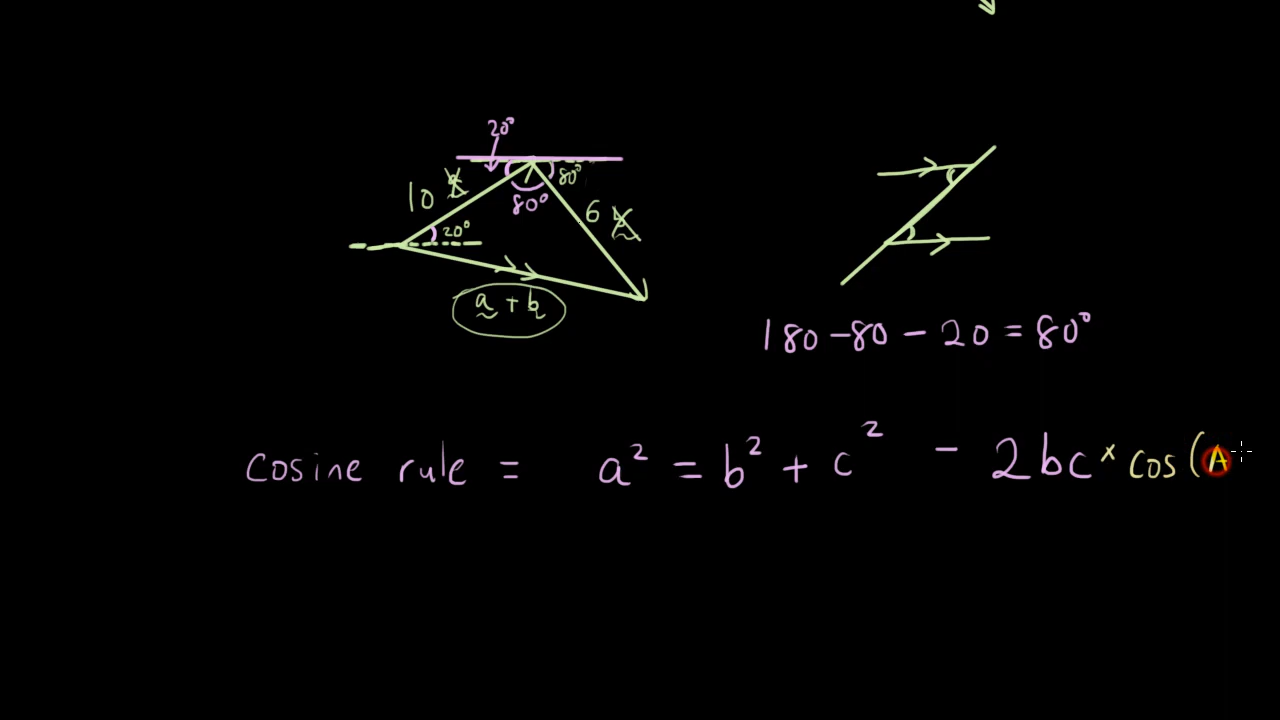 20°
10 a
80°
80°
6 b
20°
a + b
180 - 80 - 20 = 80°
cosine rule = a² = b² + c² - 2bc × cos(A